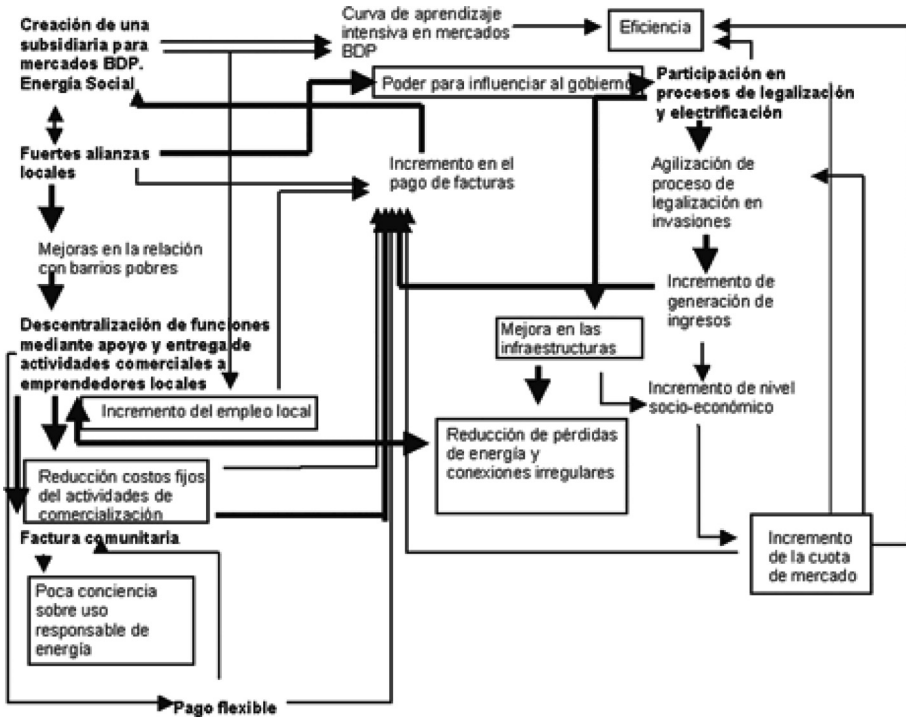 Creación de una
subsidiaria para
mercados BDP.
Energía Social
Curva de aprendizaje
intensiva en mercados
BDP
Eficiencia
Poder para influenciar al gobierno
Participación en
procesos de legalización
y electrificación
Fuertes alianzas
locales
Incremento en el
pago de facturas
Agilización de
proceso de
legalización en
invasiones
Mejoras en la relación
con barrios pobres
Incremento de
generación de
ingresos
Descentralización de funciones
mediante apoyo y entrega de
actividades comerciales a
emprendedores locales
Mejora en las
infraestructuras
Incremento del empleo local
Incremento de nivel
socio-económico
Reducción de pérdidas
de energía y
conexiones irregulares
Reducción costos fijos
del actividades de
comercialización
Factura comunitaria
Incremento
de la cuota
de mercado
Poca conciencia
sobre uso
responsable de
energía
Pago flexible